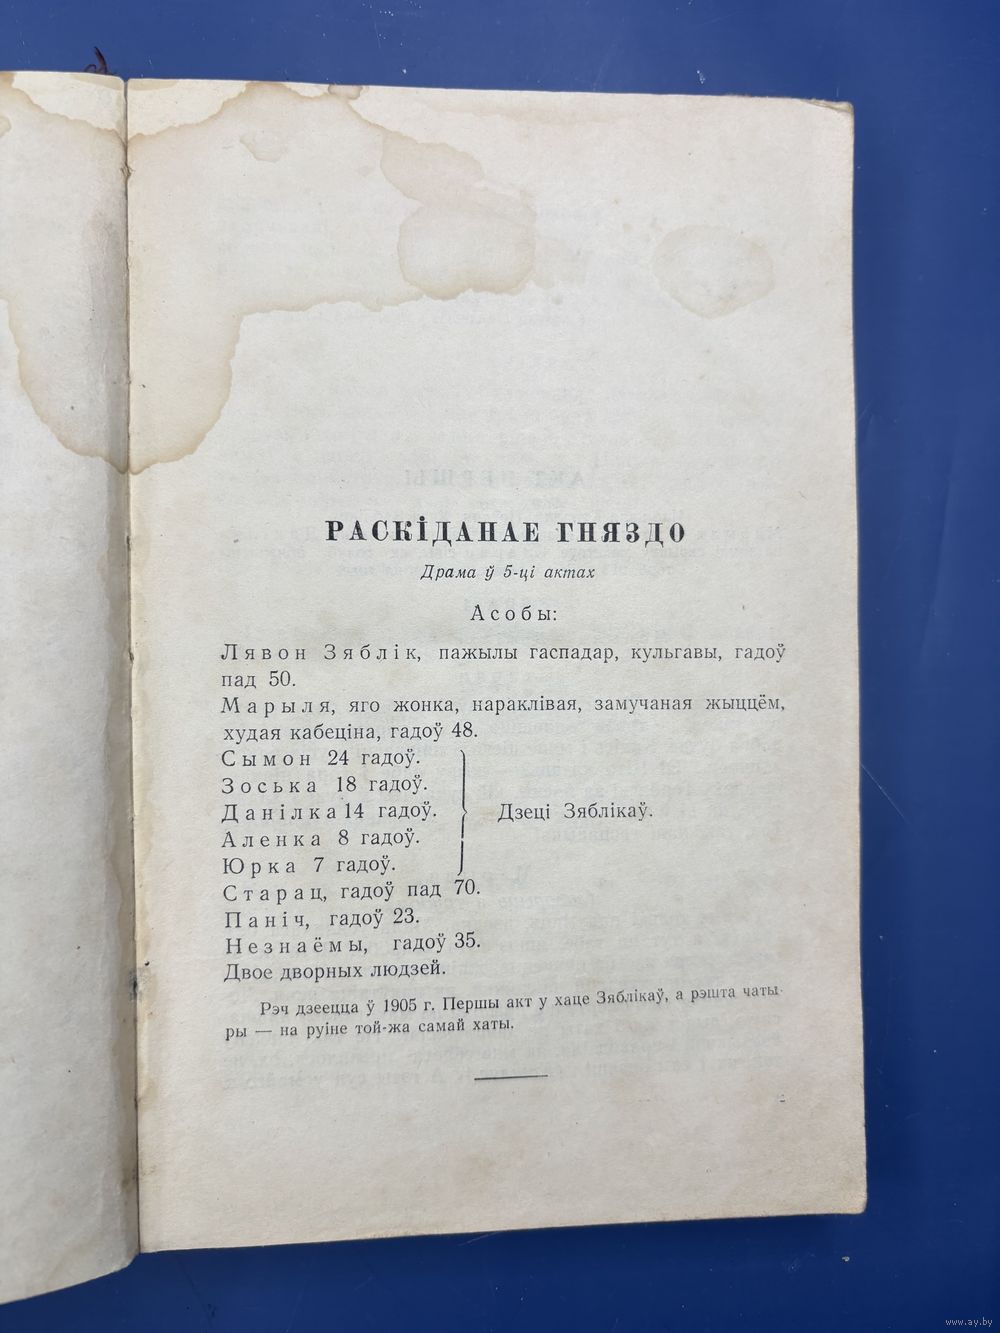 РАСКІДАНАЕ ГНЯЗДО
Драма ў 5-ці актах
Асобы:
Лявон Зяблік, пажылы гаспадар, кульгавы, гадоў
пад 50.
Марыля, яго жонка, нараклівая, замучаная жыццём,
худая кабеціна, гадоў 48.
Сымон 24 гадоў.
Зоська 18 гадоў.
Данілка 14 гадоў. Дзеці Зяблікаў.
Аленка 8 гадоў.
Юрка 7 гадоў.
Старац, гадоў пад 70.
Паніч, гадоў 23.
Незнаёмы, гадоў 35.
Двое дворных людзей.
Рэч дзеецца ў 1905 г. Першы акт у хаце Зяблікаў, а рэшта чаты-
ры — на руіне той-жа самай хаты.
www.ay.by